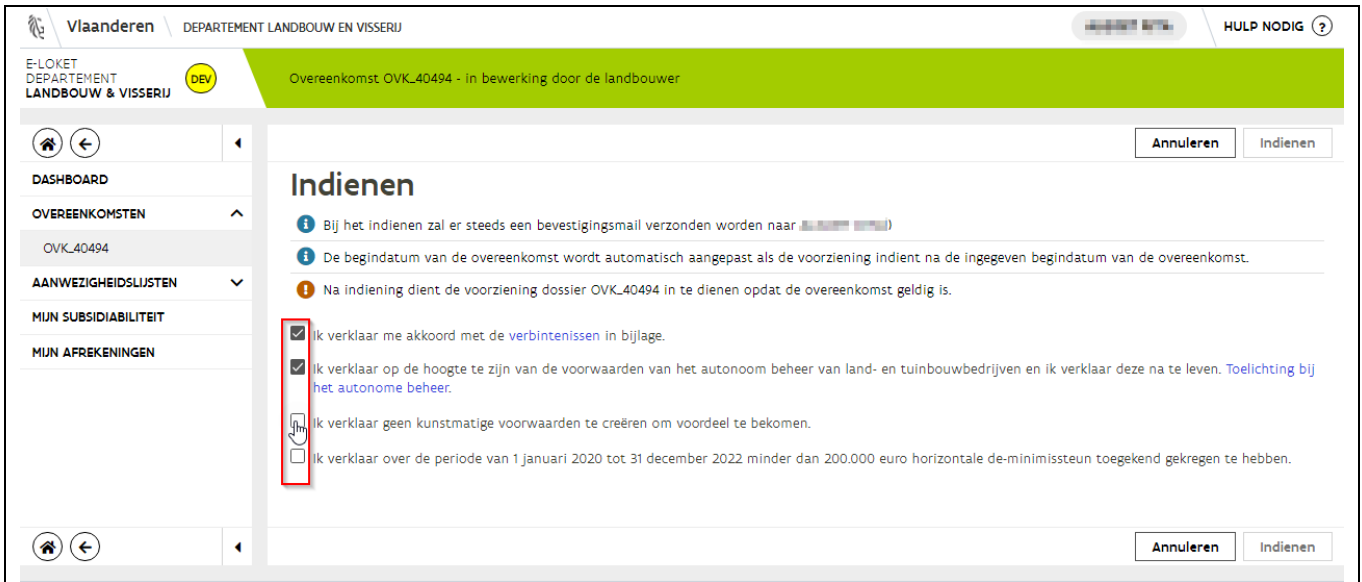 Vlaanderen
DEPARTEMENT LANDBOUW EN VISSERIJ
HULP NODIG ?
E-LOKET
DEPARTEMENT
LANDBOUW & VISSERIJ
DEV
Overeenkomst OVK_40494 - in bewerking door de landbouwer
Annuleren
Indienen
DASHBOARD
OVEREENKOMSTEN
OVK_40494
AANWEZIGHEIDSLIJSTEN
MIJN SUBSIDIABILITEIT
MIJN AFREKENINGEN
Indienen
Bij het indienen zal er steeds een bevestigingsmail verzonden worden naar )
De begindatum van de overeenkomst wordt automatisch aangepast als de voorziening indient na de ingegeven begindatum van de overeenkomst.
Na indiening dient de voorziening dossier OVK_40494 in te dienen opdat de overeenkomst geldig is.
Ik verklaar me akkoord met de verbintenissen in bijlage.
Ik verklaar op de hoogte te zijn van de voorwaarden van het autonoom beheer van land- en tuinbouwbedrijven en ik verklaar deze na te leven. Toelichting bij
het autonome beheer.
Ik verklaar geen kunstmatige voorwaarden te creëren om voordeel te bekomen.
Ik verklaar over de periode van 1 januari 2020 tot 31 december 2022 minder dan 200.000 euro horizontale de-minimissteun toegekend gekregen te hebben.
Annuleren
Indienen